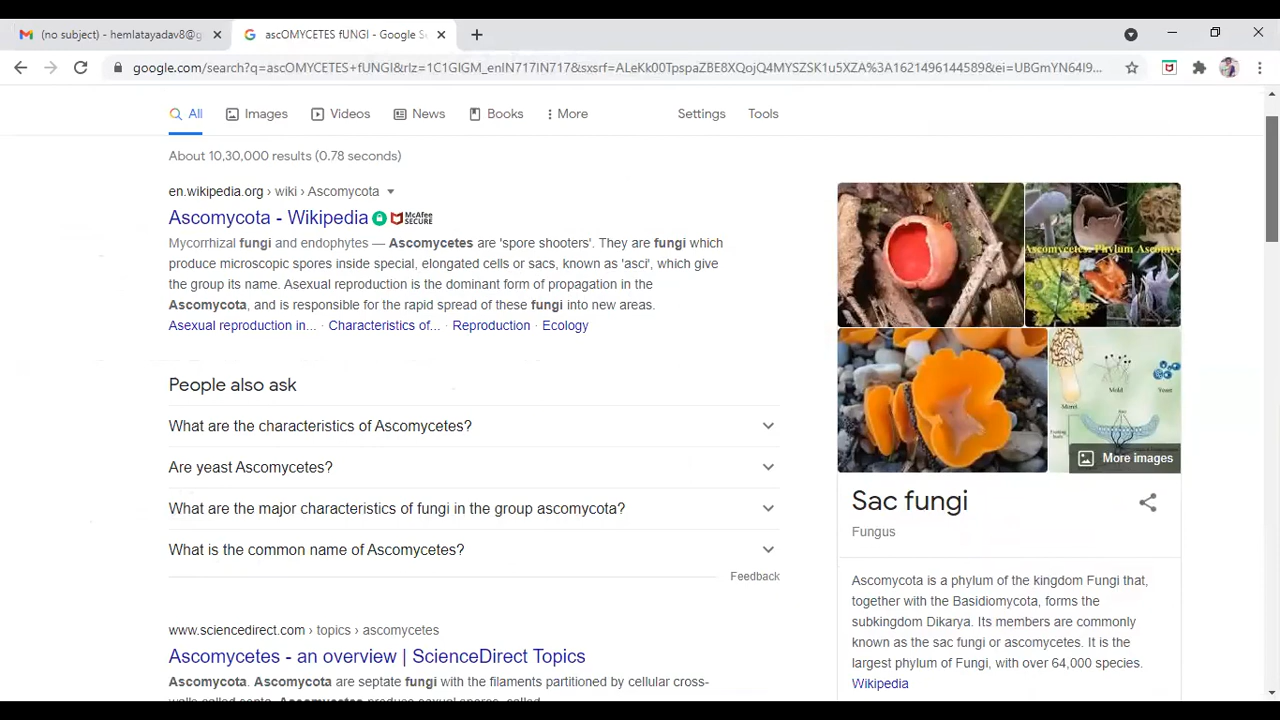 (no subject) - hemlatayadav8@g
ascOMYCETES fUNGI - Google Se
google.com/search?q=ascOMYCETES+fUNGI&rlz=1C1GIGM_enIN717IN717&sxsrf=ALeKk00TpspaZBE8XQojQ4MYSZSK1u5XZA%3A1621496144589&ei=UBGmYN64I9...
All Images Videos News Books More Settings Tools
About 10,30,000 results (0.78 seconds)
en.wikipedia.org › wiki › Ascomycota
Ascomycota - Wikipedia McAfee SECURE
Mycorrhizal fungi and endophytes — Ascomycetes are 'spore shooters'. They are fungi which
produce microscopic spores inside special, elongated cells or sacs, known as 'asci', which give
the group its name. Asexual reproduction is the dominant form of propagation in the
Ascomycota, and is responsible for the rapid spread of these fungi into new areas.
Asexual reproduction in... · Characteristics of... · Reproduction · Ecology
People also ask
What are the characteristics of Ascomycetes?
Are yeast Ascomycetes?
What are the major characteristics of fungi in the group ascomycota?
What is the common name of Ascomycetes?
Feedback
www.sciencedirect.com › topics › ascomycetes
Ascomycetes - an overview | ScienceDirect Topics
Ascomycota. Ascomycota are septate fungi with the filaments partitioned by cellular cross-
Ascomycetes: Phylum Ascomy
Morel
Mold
Yeast
More images
Sac fungi
Fungus
Ascomycota is a phylum of the kingdom Fungi that,
together with the Basidiomycota, forms the
subkingdom Dikarya. Its members are commonly
known as the sac fungi or ascomycetes. It is the
largest phylum of Fungi, with over 64,000 species.
Wikipedia